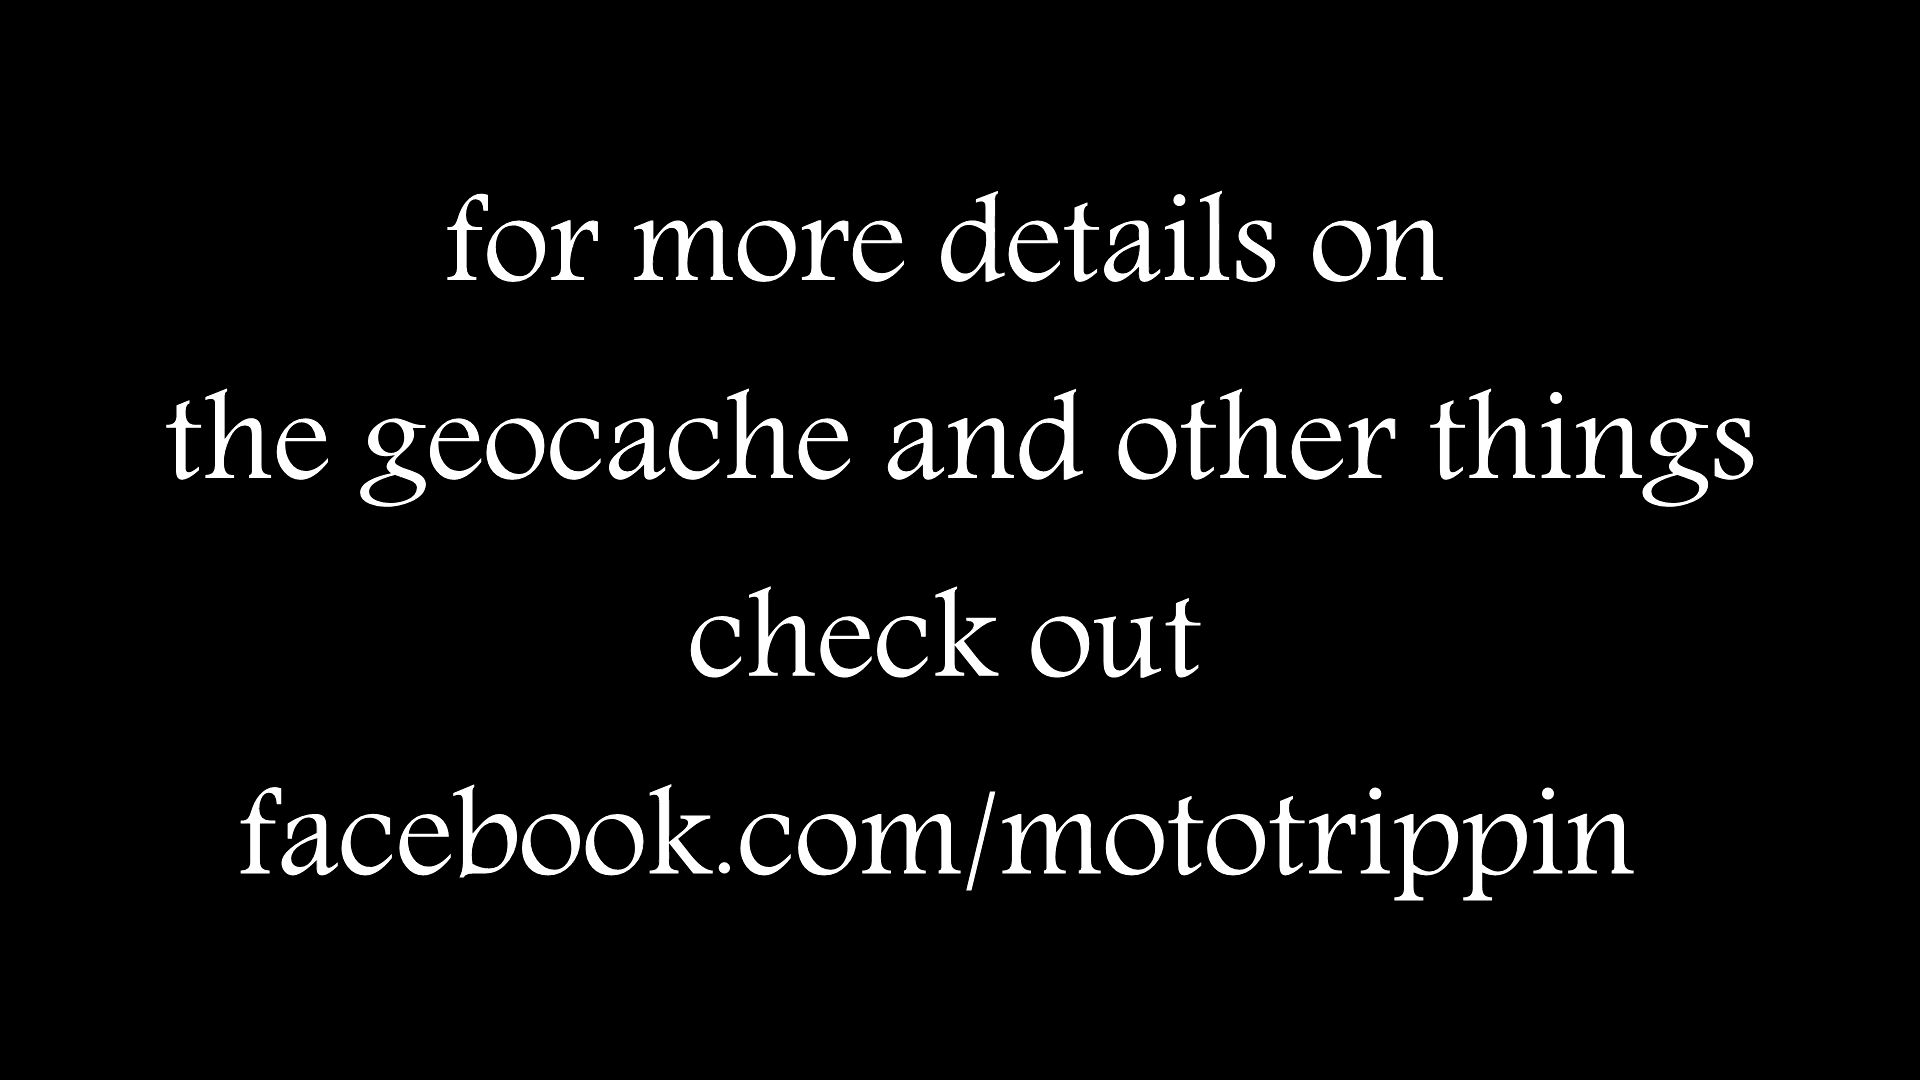 for more details on
the geocache and other things
check out
facebook.com/mototrippin